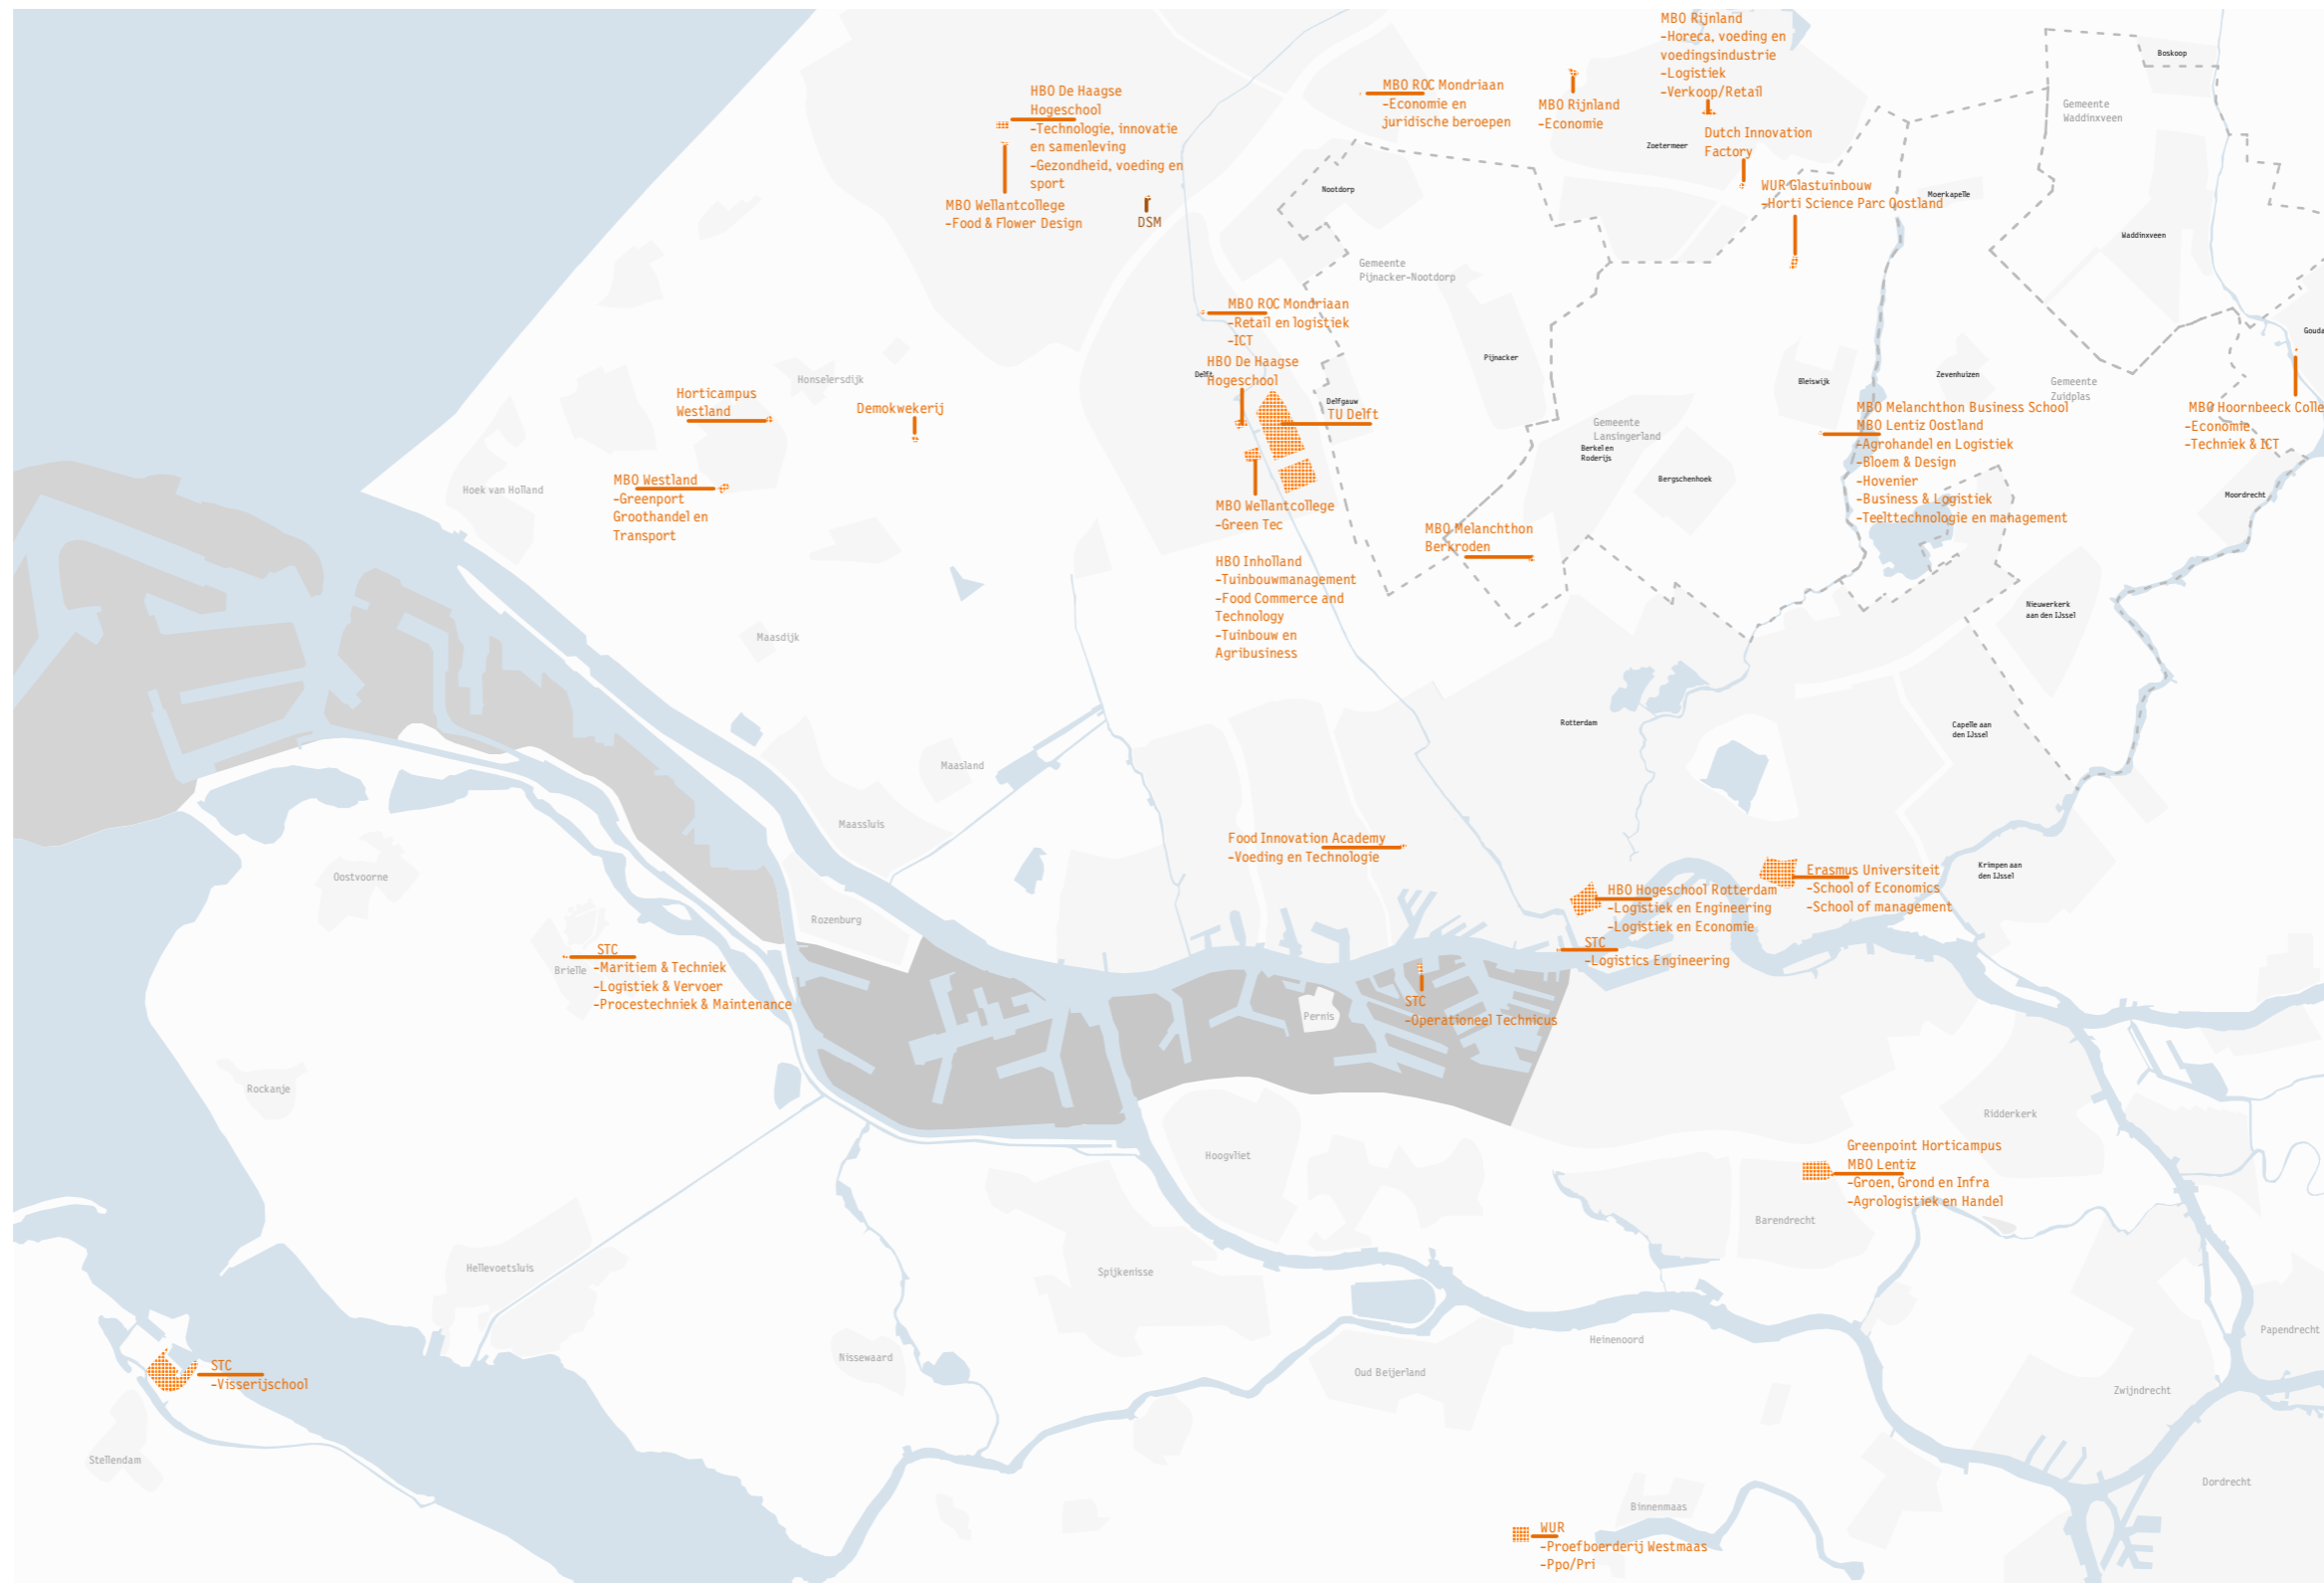 MBO Rijnland
-Horeca, voeding en
voedingsindustrie
-Logistiek
-Verkoop/Retail
Boskoop
HBO De Haagse
Hogeschool
-Technologie, innovatie
en samenleving
-Gezondheid, voeding en
sport
MBO ROC Mondriaan
-Economie en
juridische beroepen
MBO Rijnland
-Economie
Gemeente
Waddinxveen
Dutch Innovation
Factory
Zoetermeer
Nootdorp
WUR Glastuinbouw
-Horti Science Parc Oostland
Moerkapelle
MBO Wellantcollege
-Food & Flower Design
DSM
Waddinxveen
Gemeente
Pijnacker-Nootdorp
MBO ROC Mondriaan
-Retail en logistiek
-ICT
Gouda
HBO De Haagse
Hogeschool
Delft
Pijnacker
Honselersdijk
Bleiswijk
Zevenhuizen
Gemeente
Zuidplas
Horticampus
Westland
Demokwekerij
Delfgauw
TU Delft
MBO Melanchthon Business School
MBO Lentiz Oostland
-Agrohandel en Logistiek
-Bloem & Design
-Hovenier
-Business & Logistiek
-Teelttechnologie en management
MBO Hoornbeeck Colle
-Economie
-Techniek & ICT
Gemeente
Lansingerland
Berkel en
Roderijs
Bergschenhoek
MBO Westland
-Greenport
Groothandel en
Transport
Hoek van Holland
Moordrecht
MBO Wellantcollege
-Green Tec
MBO Melanchthon
Berkroden
HBO Inholland
-Tuinbouwmanagement
-Food Commerce and
Technology
-Tuinbouw en
Agribusiness
Nieuwerkerk
aan den IJssel
Maasdijk
Rotterdam
Capelle aan
den IJssel
Maasland
Maassluis
Food Innovation Academy
-Voeding en Technologie
Krimpen aan
den IJssel
Erasmus Universiteit
-School of Economics
-School of management
Oostvoorne
HBO Hogeschool Rotterdam
-Logistiek en Engineering
-Logistiek en Economie
Rozenburg
STC
-Logistics Engineering
Brielle
STC
-Maritiem & Techniek
-Logistiek & Vervoer
-Procestechniek & Maintenance
STC
-Operationeel Technicus
Pernis
Rockanje
Ridderkerk
Hoogvliet
Greenpoint Horticampus
MBO Lentiz
-Groen, Grond en Infra
-Agrologistiek en Handel
Barendrecht
Hellevoetsluis
Spijkenisse
Heinenoord
Papendrecht
Nissewaard
STC
-Visserijschool
Oud Beijerland
Zwijndrecht
Stellendam
Dordrecht
Binnenmaas
WUR
-Proefboerderij Westmaas
-Ppo/Pri